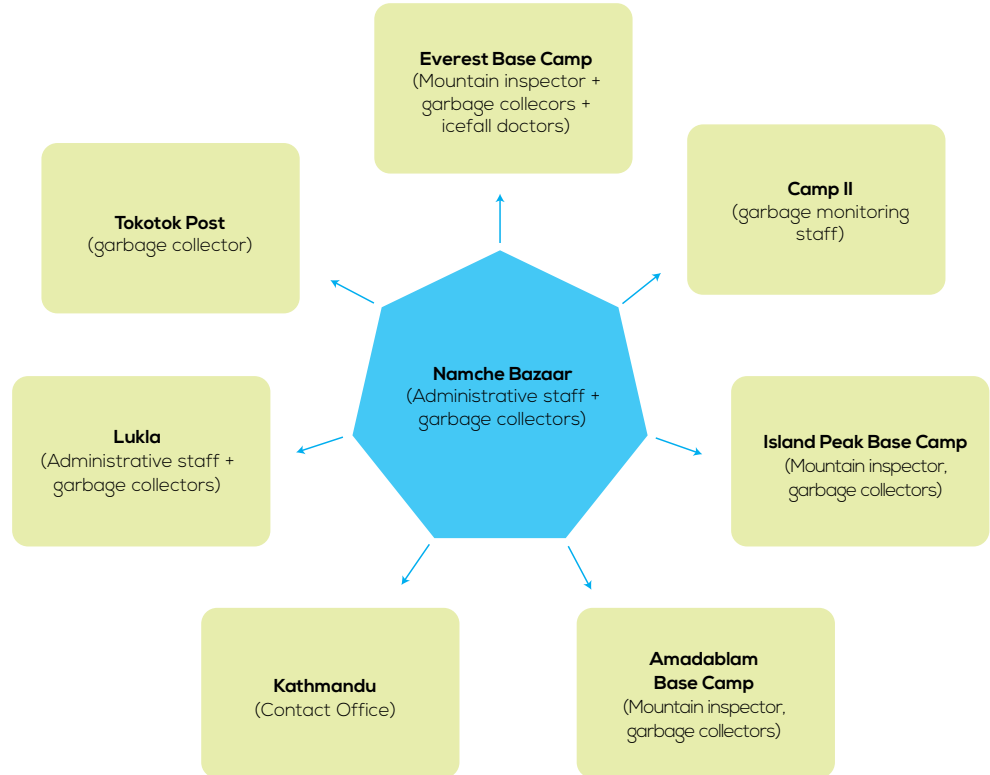 Everest Base Camp
(Mountain inspector +
garbage collecors +
icefall doctors)
Camp II
(garbage monitoring
staff)
Tokotok Post
(garbage collector)
Namche Bazaar
(Administrative staff +
garbage collectors)
Lukla
(Administrative staff +
garbage collectors)
Island Peak Base Camp
(Mountain inspector,
garbage collectors)
Kathmandu
(Contact Office)
Amadablam
Base Camp
(Mountain inspector,
garbage collectors)